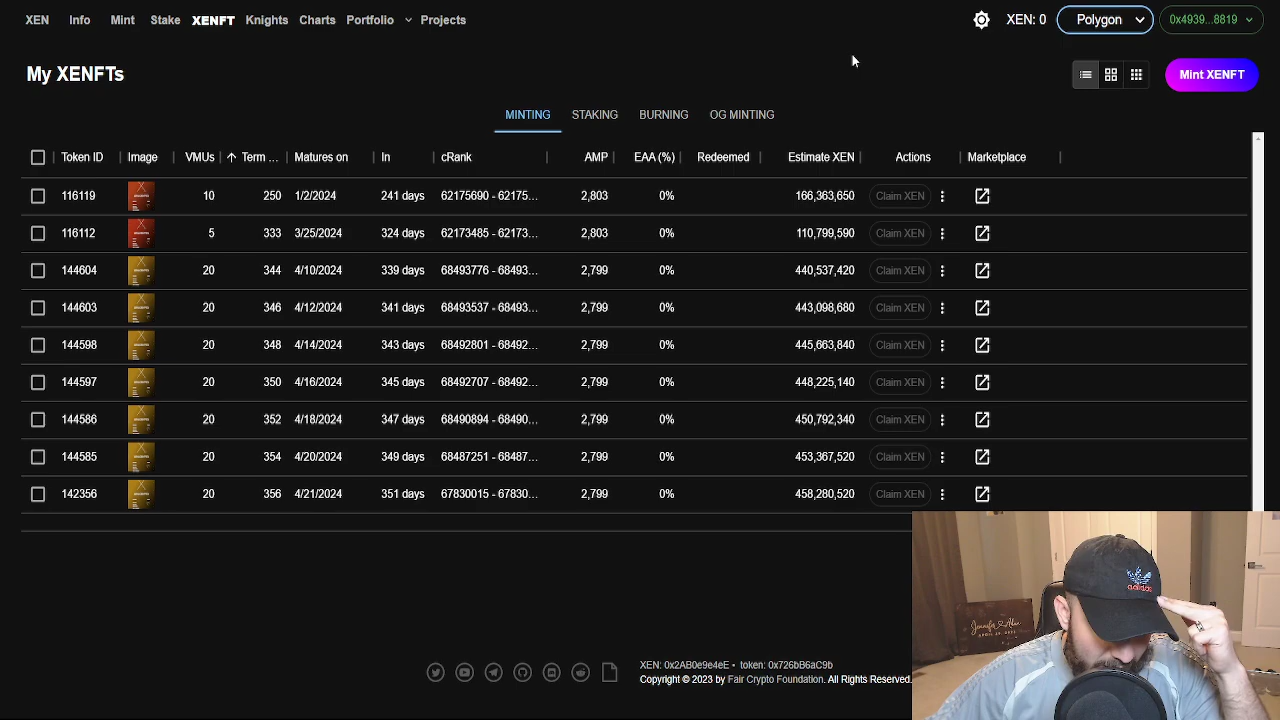 XEN Info Mint Stake XENFT Knights Charts Portfolio Projects XEN: 0 Polygon 0x4939...8819
My XENFTs Mint XENFT
MINTING STAKING BURNING OG MINTING
Token ID Image VMUs Term ... Matures on In cRank AMP EAA (%) Redeemed Estimate XEN Actions Marketplace
116119 10 250 1/2/2024 241 days 62175690 - 62175... 2,803 0% 166,363,650 Claim XEN
116112 5 333 3/25/2024 324 days 62173485 - 62173... 2,803 0% 110,799,590 Claim XEN
144604 20 344 4/10/2024 339 days 68493778 - 68493... 2,799 0% 440,537,420 Claim XEN
144603 20 346 4/12/2024 341 days 68493537 - 68493... 2,799 0% 443,098,680 Claim XEN
144598 20 348 4/14/2024 343 days 68492801 - 68492... 2,799 0% 445,663,840 Claim XEN
144597 20 350 4/16/2024 345 days 68492707 - 68492... 2,799 0% 448,225,140 Claim XEN
144586 20 352 4/18/2024 347 days 68490894 - 68490... 2,799 0% 450,792,340 Claim XEN
144585 20 354 4/20/2024 349 days 68487251 - 68487... 2,799 0% 453,367,520 Claim XEN
142356 20 356 4/21/2024 351 days 67830015 - 67830... 2,799 0% 458,280,520 Claim XEN
adidas
Jennifer & Alan
XEN: 0x2AB0e9e4eE • token: 0x726bB6aC9b
Copyright © 2023 by Fair Crypto Foundation. All Rights Reserved.